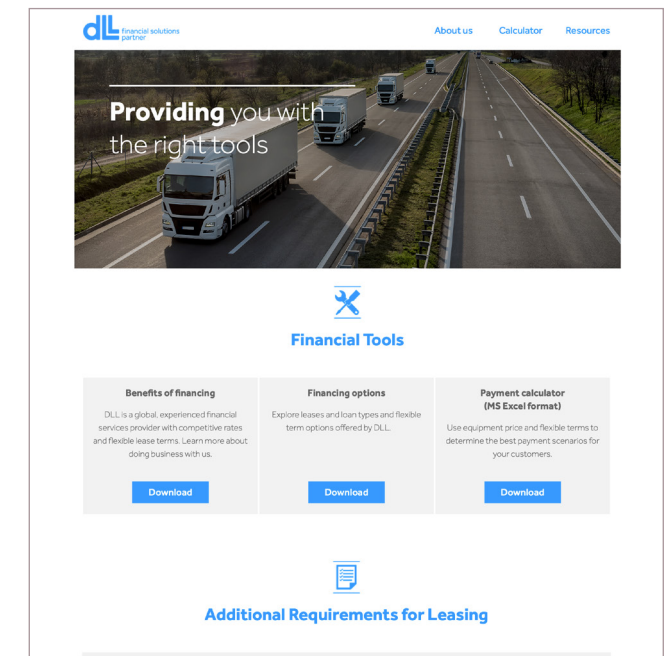 dLL financial solutions
partner
About us Calculator Resources
Providing you with
the right tools
Financial Tools
Benefits of financing
DLL is a global, experienced financial
services provider with competitive rates
and flexible lease terms. Learn more about
doing business with us.
Download
Financing options
Explore leases and loan types and flexible
term options offered by DLL.
Download
Payment calculator
(MS Excel format)
Use equipment price and flexible terms to
determine the best payment scenarios for
your customers.
Download
Additional Requirements for Leasing